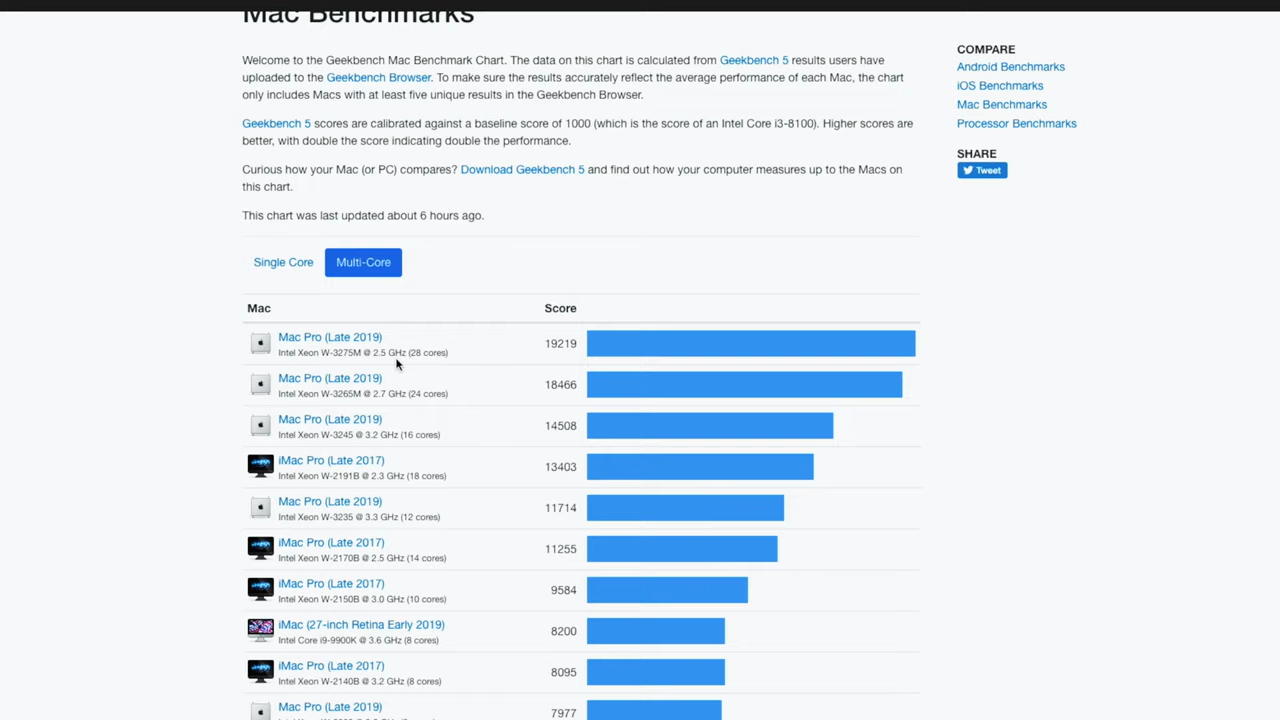 Mac Benchmarks
Welcome to the Geekbench Mac Benchmark Chart. The data on this chart is calculated from Geekbench 5 results users have
uploaded to the Geekbench Browser. To make sure the results accurately reflect the average performance of each Mac, the chart
only includes Macs with at least five unique results in the Geekbench Browser.
Geekbench 5 scores are calibrated against a baseline score of 1000 (which is the score of an Intel Core i3-8100). Higher scores are
better, with double the score indicating double the performance.
Curious how your Mac (or PC) compares? Download Geekbench 5 and find out how your computer measures up to the Macs on
this chart.
This chart was last updated about 6 hours ago.
Single Core Multi-Core
Mac Score
Mac Pro (Late 2019)
Intel Xeon W-3275M @ 2.5 GHz (28 cores)
19219
Mac Pro (Late 2019)
Intel Xeon W-3265M @ 2.7 GHz (24 cores)
18466
Mac Pro (Late 2019)
Intel Xeon W-3245 @ 3.2 GHz (16 cores)
14508
iMac Pro (Late 2017)
Intel Xeon W-2191B @ 2.3 GHz (18 cores)
13403
Mac Pro (Late 2019)
Intel Xeon W-3235 @ 3.3 GHz (12 cores)
11714
iMac Pro (Late 2017)
Intel Xeon W-2170B @ 2.5 GHz (14 cores)
11255
iMac Pro (Late 2017)
Intel Xeon W-2150B @ 3.0 GHz (10 cores)
9584
iMac (27-inch Retina Early 2019)
Intel Core i9-9900K @ 3.6 GHz (8 cores)
8200
iMac Pro (Late 2017)
Intel Xeon W-2140B @ 3.2 GHz (8 cores)
8095
Mac Pro (Late 2019)
7977
COMPARE
Android Benchmarks
iOS Benchmarks
Mac Benchmarks
Processor Benchmarks
SHARE
Tweet